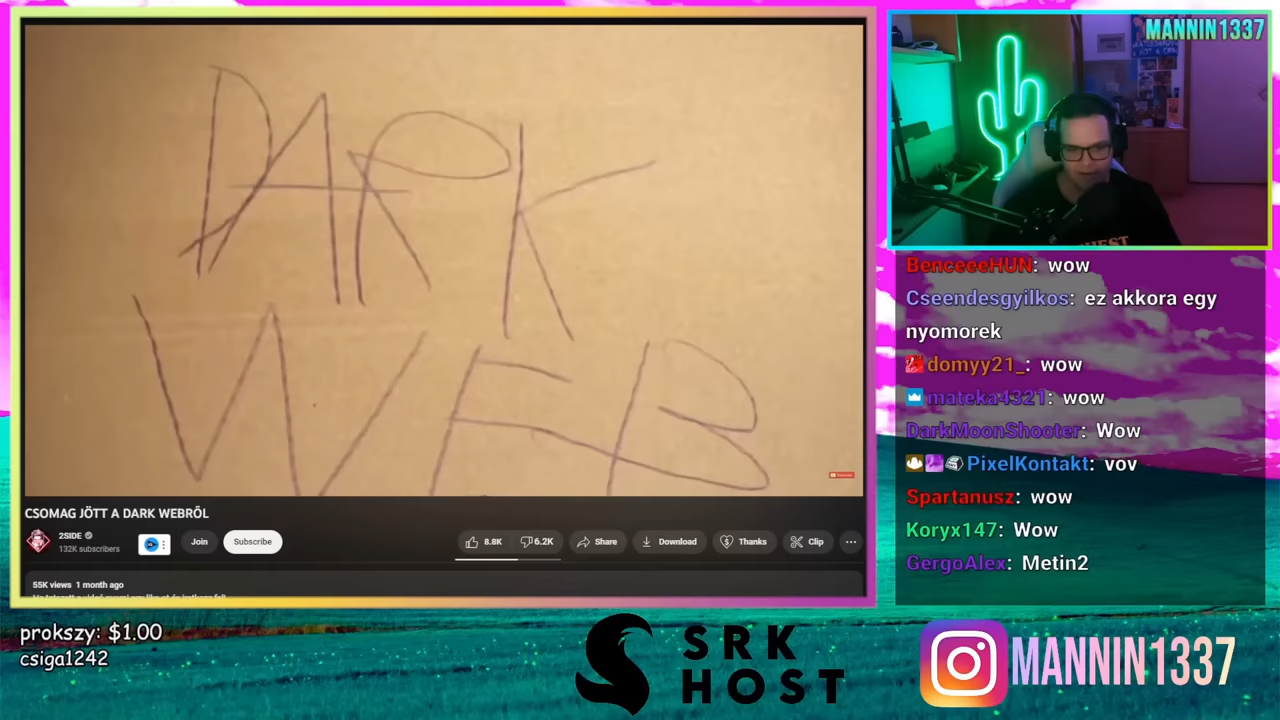 DARK
WEB
CSOMAG JÖTT A DARK WEBRŐL
2SIDE
132K subscribers
Join
Subscribe
8.8K
6.2K
Share
Download
Thanks
Clip
55K views 1 month ago
prokszy: $1.00
csiga1242
SRK
HOST
MANNIN1337
BenceeeHUN: wow
Cseendesgyilkos: ez akkora egy
nyomorek
domyy21_: wow
mateka4321: wow
DarkMoonShooter: Wow
PixelKontakt: vov
Spartanusz: wow
Koryx147: Wow
GergoAlex: Metin2
MANNIN1337